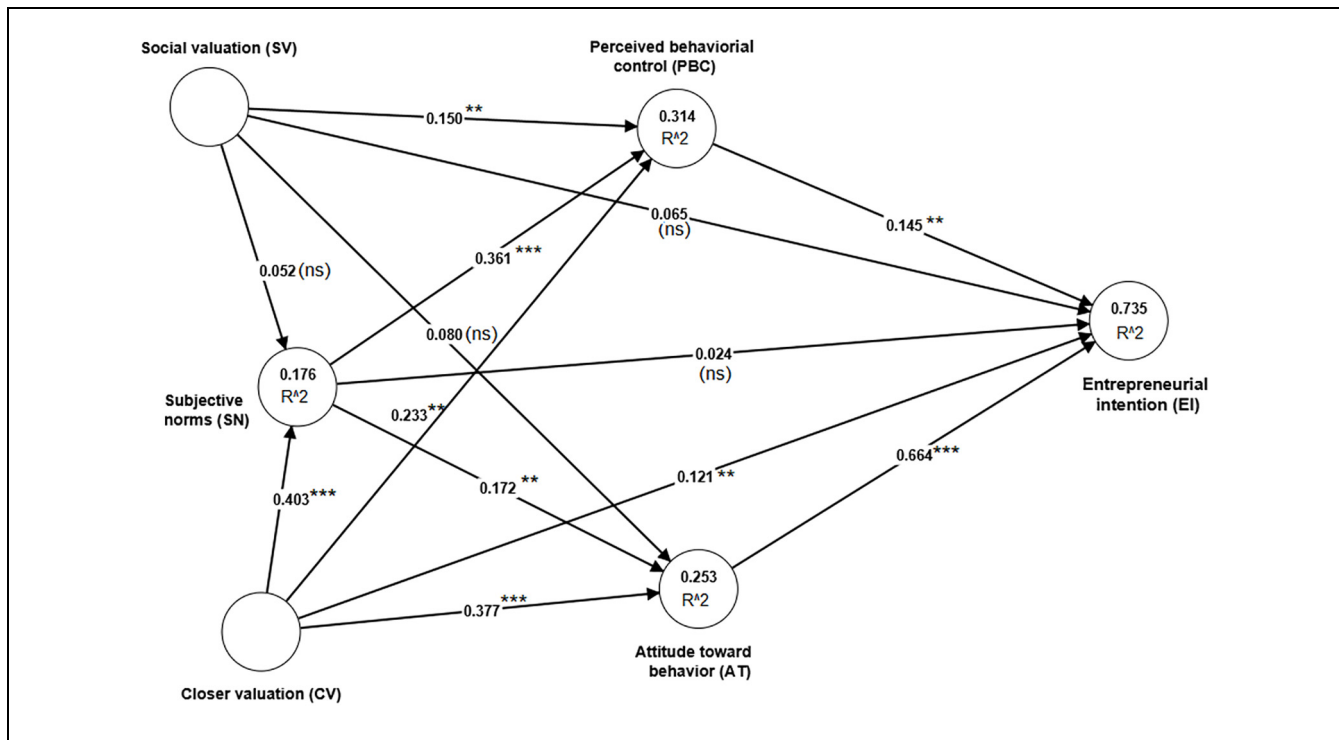 Social valuation (SV)
Perceived behaviorial
control (PBC)
0.314
R^2
0.150 **
0.065
(ns)
0.145 **
0.361 ***
0.052 (ns)
0.080 (ns)
0.735
R^2
Entrepreneurial
intention (EI)
0.024
(ns)
0.176
R^2
Subjective
norms (SN)
0.233**
0.664***
0.121 **
0.172 **
0.403***
0.377 ***
0.253
R^2
Attitude toward
behavior (AT)
Closer valuation (CV)